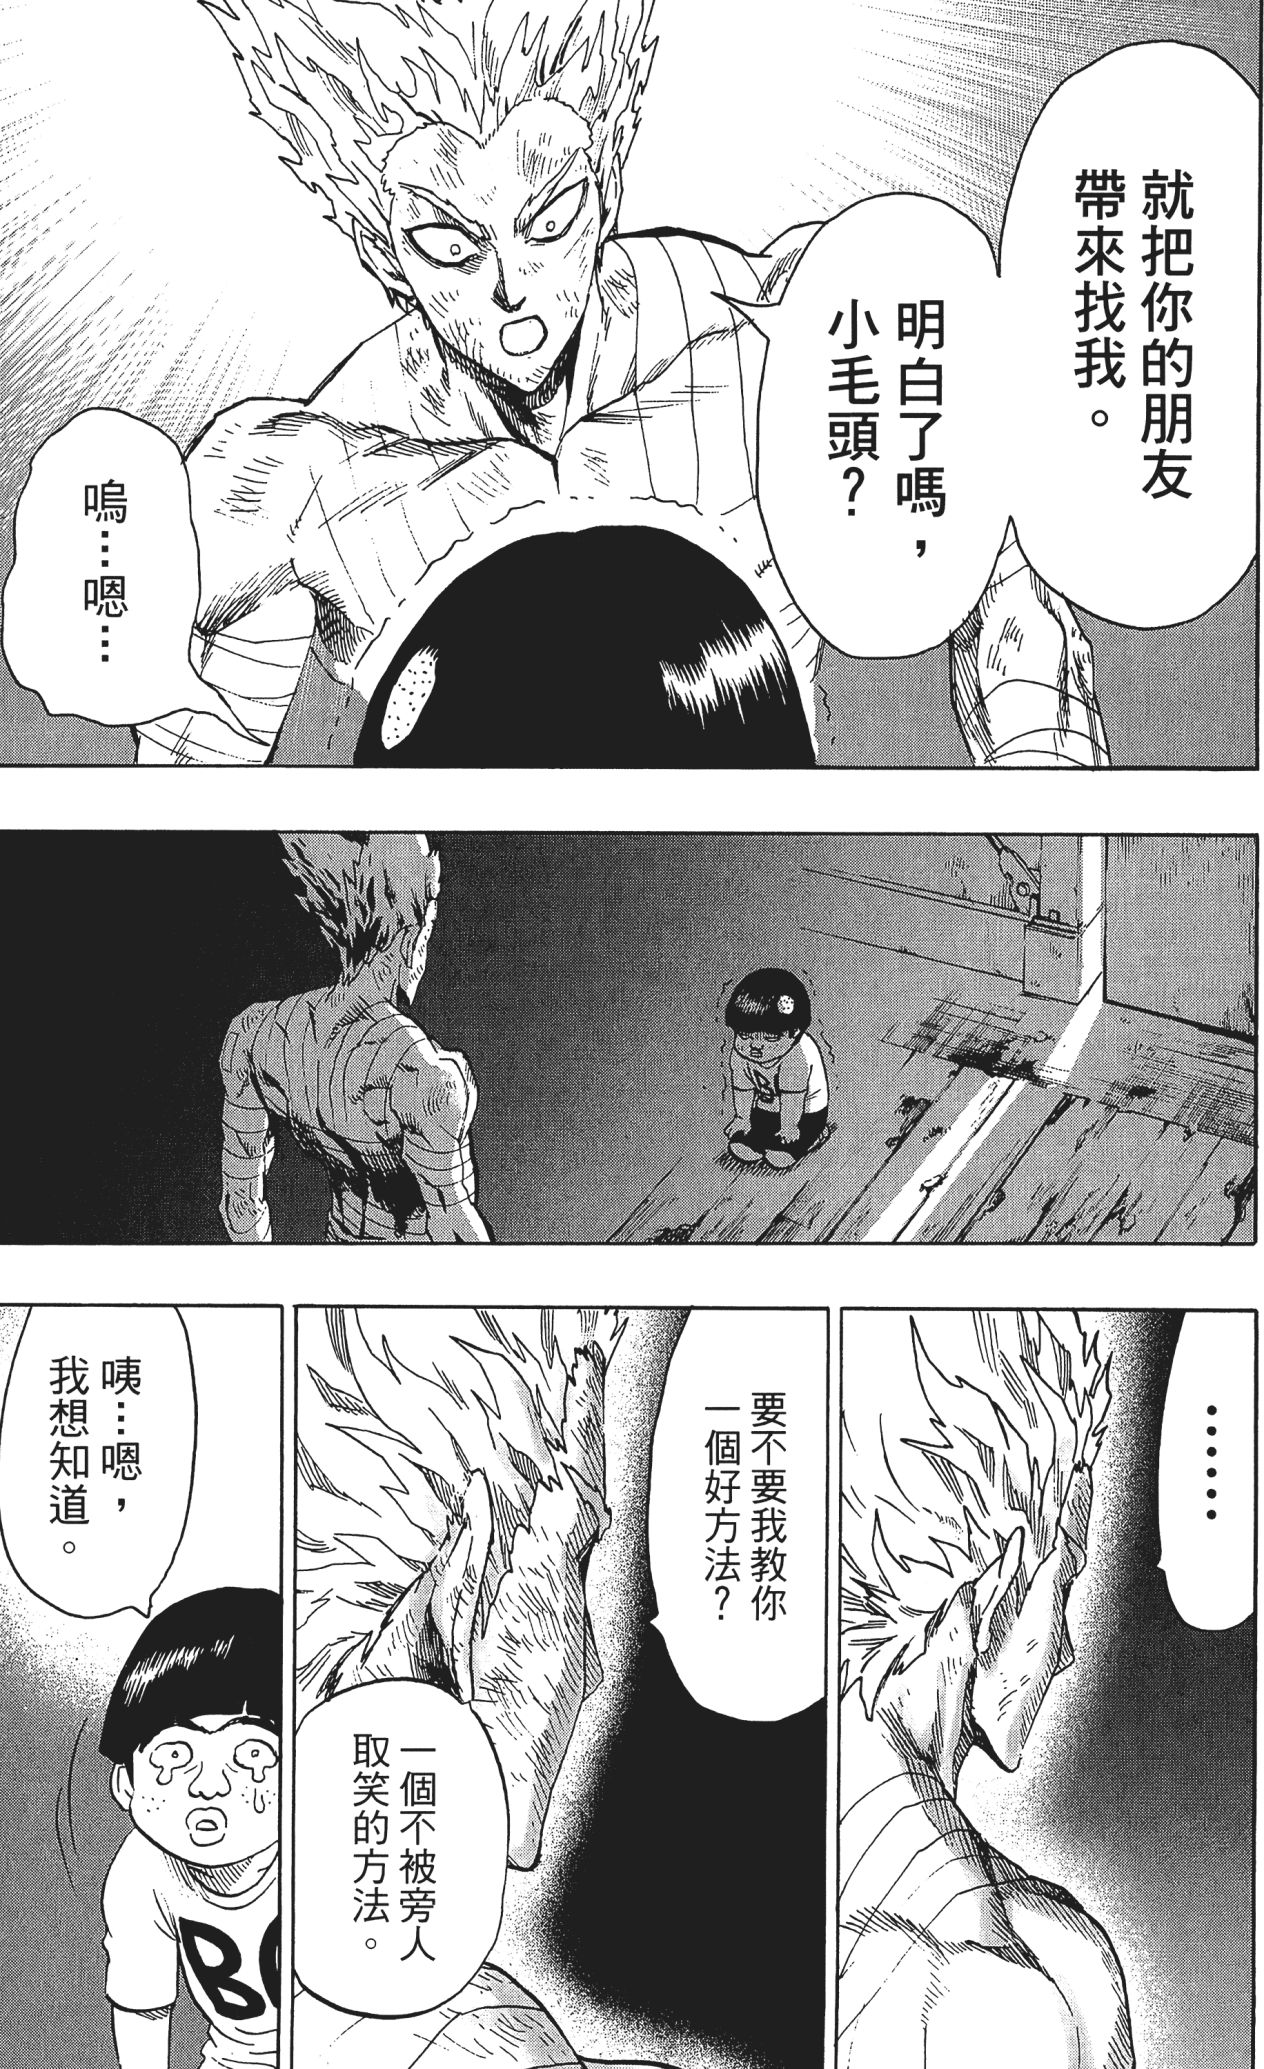 就把你的朋友
帶來找我。
明白了嗎，
小毛頭？
嗚…嗯…
……
要不要我教你
一個好方法？
一個不被旁人
取笑的方法。
咦…嗯，
我想知道。